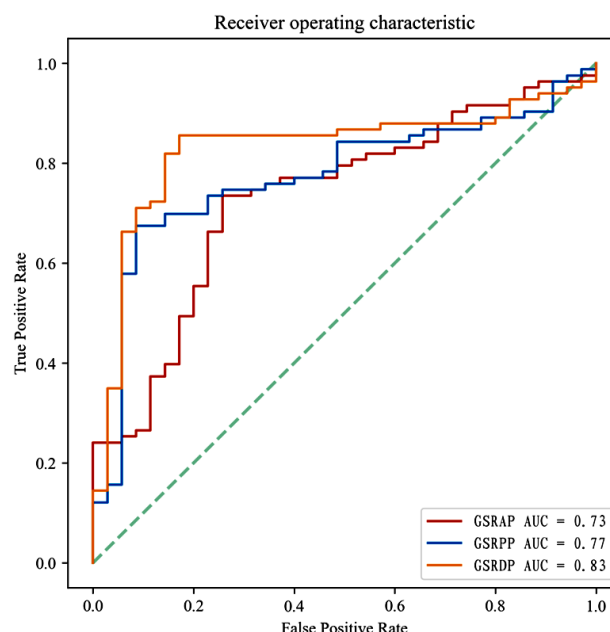 Receiver operating characteristic
True Positive Rate
1.0
0.8
0.6
0.4
0.2
0.0
GSRAP AUC = 0.73
GSRPP AUC = 0.77
GSRDP AUC = 0.83
0.0 0.2 0.4 0.6 0.8 1.0
False Positive Rate